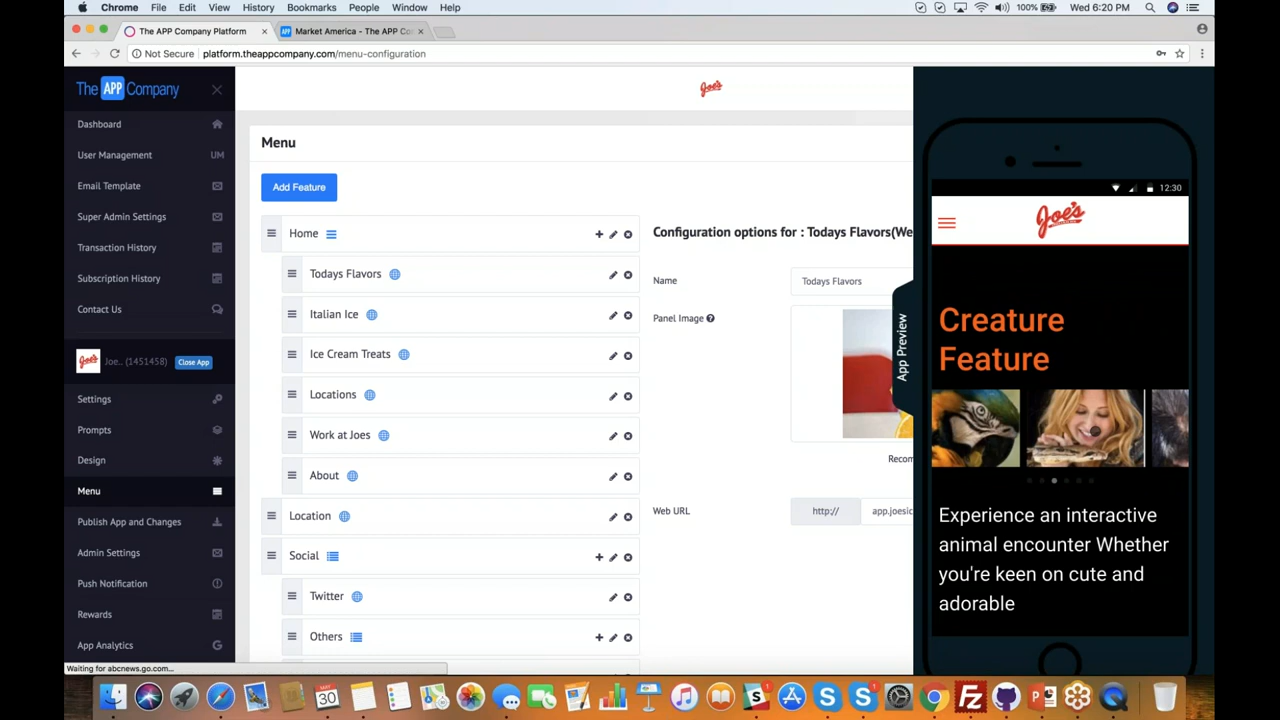 Chrome File Edit View History Bookmarks People Window Help
100% Wed 6:20 PM
The APP Company Platform
Market America - The APP Co
Not Secure platform.theappcompany.com/menu-configuration
The APP Company
Joe's
Dashboard
User Management UM
Email Template
Super Admin Settings
Transaction History
Subscription History
Contact Us
Joe.. (1451458) Close App
Settings
Prompts
Design
Menu
Publish App and Changes
Admin Settings
Push Notification
Rewards
App Analytics
Waiting for abcnews.go.com...
Menu
Add Feature
Home
Todays Flavors
Italian Ice
Ice Cream Treats
Locations
Work at Joes
About
Location
Social
Twitter
Others
Configuration options for : Todays Flavors(We
Name Todays Flavors
Panel Image
Recom
Web URL http:// app.joesic
App Preview
12:30
Joe's
Creature
Feature
Experience an interactive
animal encounter Whether
you're keen on cute and
adorable
MAY
30